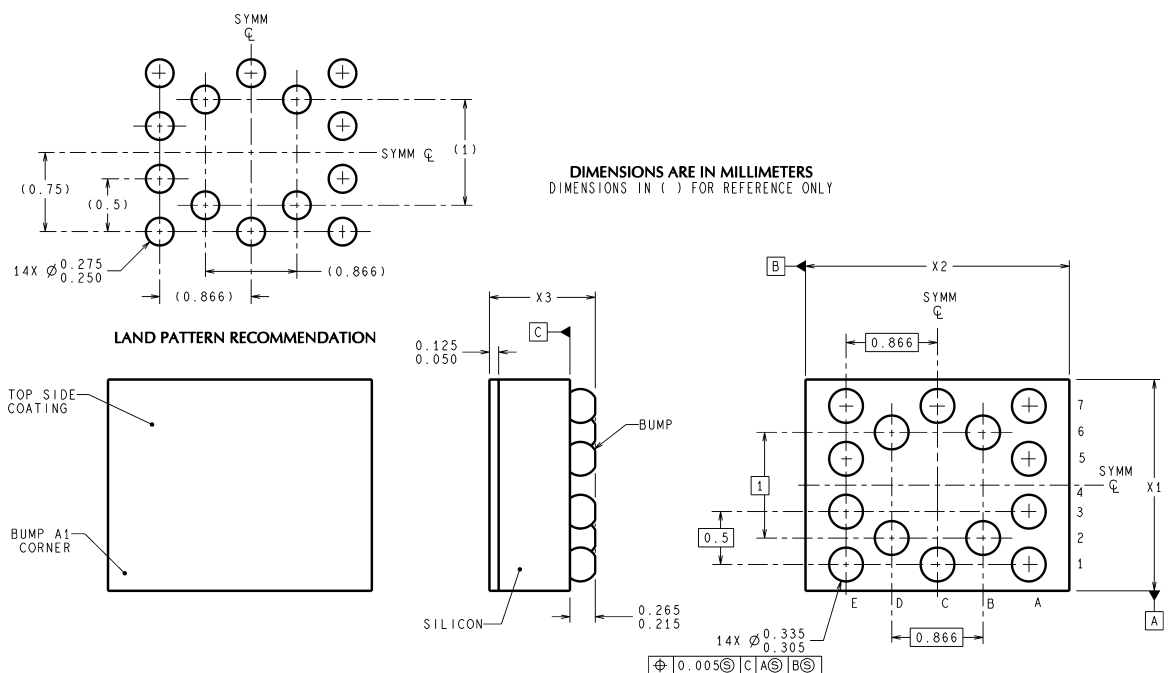 SYMM
℄
SYMM ℄
(1)
(0.75)
(0.5)
14X Ø 0.275
0.250
(0.866)
(0.866)
DIMENSIONS ARE IN MILLIMETERS
DIMENSIONS IN ( ) FOR REFERENCE ONLY
LAND PATTERN RECOMMENDATION
TOP SIDE
COATING
BUMP A1
CORNER
X3
C
0.125
0.050
BUMP
SILICON
0.265
0.215
B
X2
SYMM
℄
0.866
7
6
5
4
3
2
1
SYMM
℄
X1
1
0.5
E D C B A
A
14X Ø 0.335
0.305
0.866
⌖ 0.005Ⓢ C AⓈ BⓈ